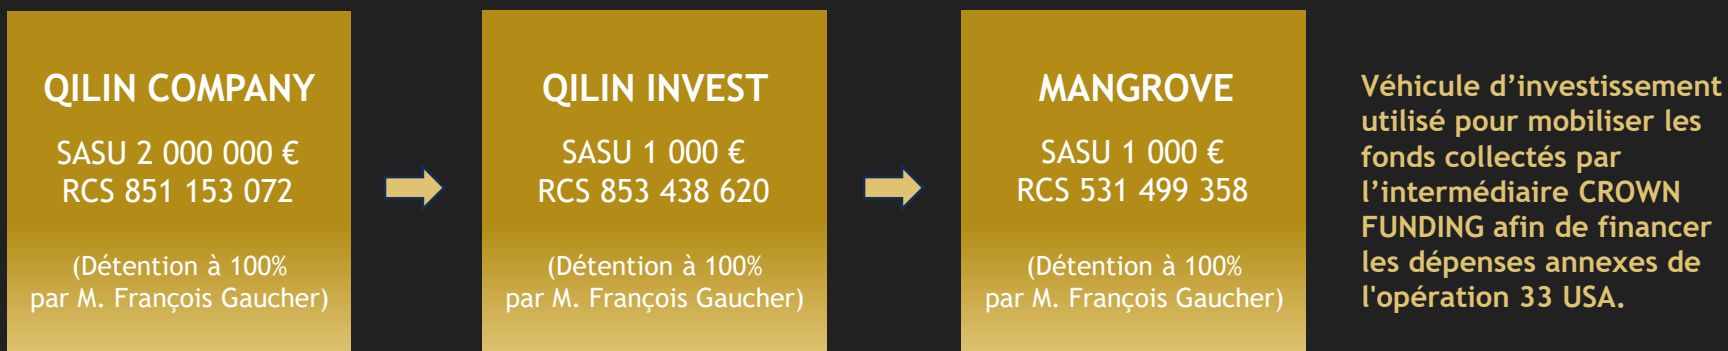 QILIN COMPANY
SASU 2 000 000 €
RCS 851 153 072
(Détention à 100%
par M. François Gaucher)
QILIN INVEST
SASU 1 000 €
RCS 853 438 620
(Détention à 100%
par M. François Gaucher)
MANGROVE
SASU 1 000 €
RCS 531 499 358
(Détention à 100%
par M. François Gaucher)
Véhicule d’investissement
utilisé pour mobiliser les
fonds collectés par
l’intermédiaire CROWN
FUNDING afin de financer
les dépenses annexes de
l'opération 33 USA.